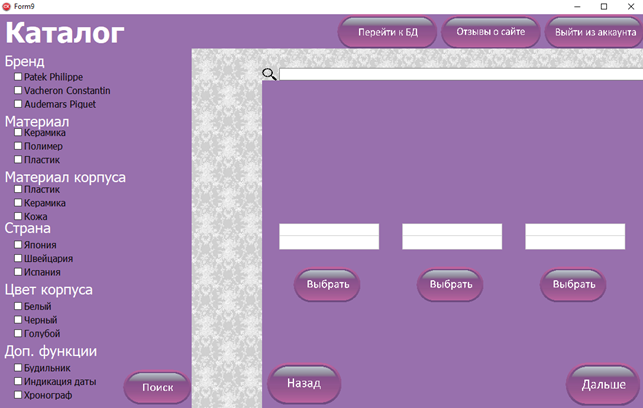 Form9
Каталог
Перейти к БД
Отзывы о сайте
Выйти из аккаунта
Бренд
Patek Philippe
Vacheron Constantin
Audemars Piguet
Материал
Керамика
Полимер
Пластик
Материал корпуса
Пластик
Керамика
Кожа
Страна
Япония
Швейцария
Испания
Цвет корпуса
Белый
Черный
Голубой
Доп. функции
Будильник
Индикация даты
Хронограф
Поиск
Выбрать
Выбрать
Выбрать
Назад
Дальше